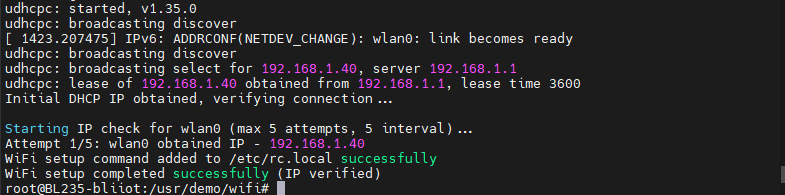 udhcpc: started, v1.35.0
udhcpc: broadcasting discover
[ 1423.207475] IPv6: ADDRCONF(NETDEV_CHANGE): wlan0: link becomes ready
udhcpc: broadcasting discover
udhcpc: broadcasting select for 192.168.1.40, server 192.168.1.1
udhcpc: lease of 192.168.1.40 obtained from 192.168.1.1, lease time 3600
Initial DHCP IP obtained, verifying connection...
Starting IP check for wlan0 (max 5 attempts, 5 interval)...
Attempt 1/5: wlan0 obtained IP - 192.168.1.40
WiFi setup command added to /etc/rc.local successfully
WiFi setup completed successfully (IP verified)
root@BL235-bliiot:/usr/demo/wifi#